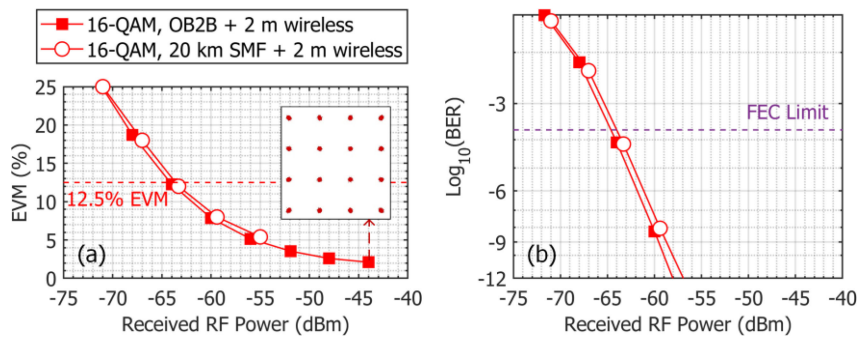 16-QAM, OB2B + 2 m wireless
16-QAM, 20 km SMF + 2 m wireless
25
20
15
10
5
0
EVM (%)
12.5% EVM
(a)
-75 -70 -65 -60 -55 -50 -45 -40
Received RF Power (dBm)
-3
-6
-9
-12
Log10(BER)
FEC Limit
(b)
-75 -70 -65 -60 -55 -50 -45 -40
Received RF Power (dBm)